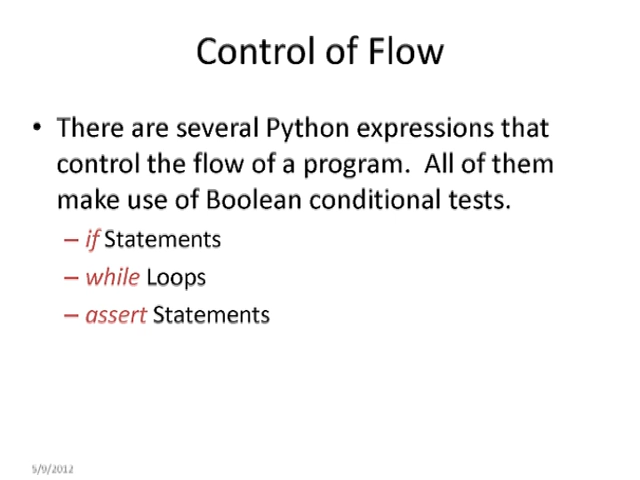 Control of Flow
• There are several Python expressions that
control the flow of a program.  All of them
make use of Boolean conditional tests.
– if Statements
– while Loops
– assert Statements
5/9/2012